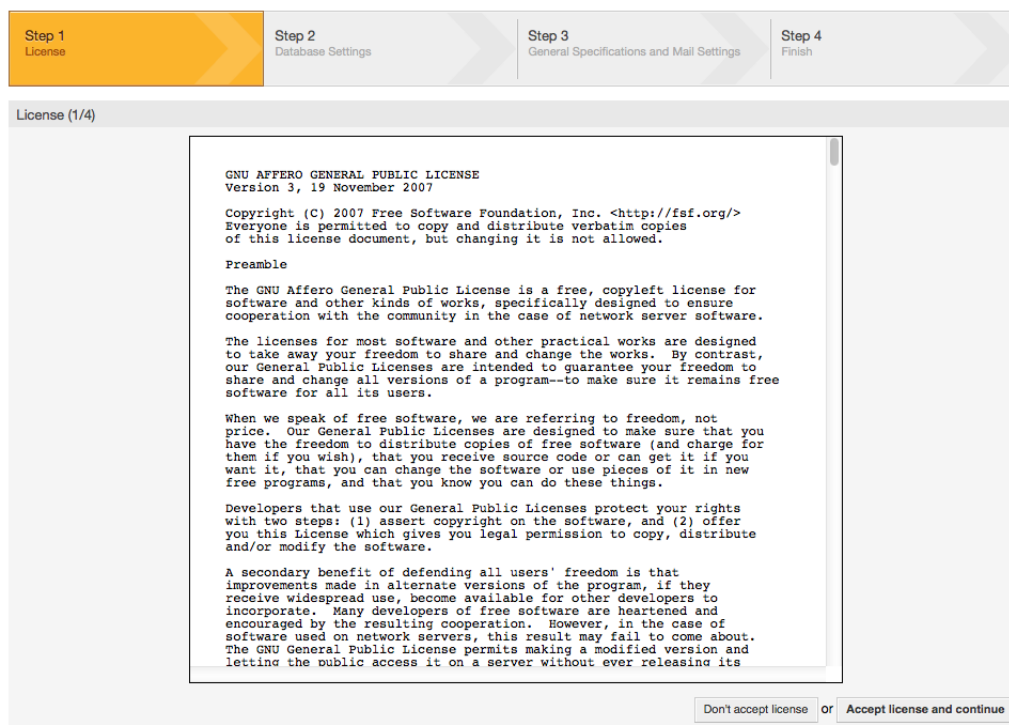 Step 1
License
Step 2
Database Settings
Step 3
General Specifications and Mail Settings
Step 4
Finish
License (1/4)
GNU AFFERO GENERAL PUBLIC LICENSE
Version 3, 19 November 2007
Copyright (C) 2007 Free Software Foundation, Inc. <http://fsf.org/>
Everyone is permitted to copy and distribute verbatim copies
of this license document, but changing it is not allowed.
Preamble
The GNU Affero General Public License is a free, copyleft license for
software and other kinds of works, specifically designed to ensure
cooperation with the community in the case of network server software.
The licenses for most software and other practical works are designed
to take away your freedom to share and change the works.  By contrast,
our General Public Licenses are intended to guarantee your freedom to
share and change all versions of a program--to make sure it remains free
software for all its users.
When we speak of free software, we are referring to freedom, not
price.  Our General Public Licenses are designed to make sure that you
have the freedom to distribute copies of free software (and charge for
them if you wish), that you receive source code or can get it if you
want it, that you can change the software or use pieces of it in new
free programs, and that you know you can do these things.
Developers that use our General Public Licenses protect your rights
with two steps: (1) assert copyright on the software, and (2) offer
you this License which gives you legal permission to copy, distribute
and/or modify the software.
A secondary benefit of defending all users' freedom is that
improvements made in alternate versions of the program, if they
receive widespread use, become available for other developers to
incorporate.  Many developers of free software are heartened and
encouraged by the resulting cooperation.  However, in the case of
software used on network servers, this result may fail to come about.
The GNU General Public License permits making a modified version and
letting the public access it on a server without ever releasing its
Don't accept license or Accept license and continue